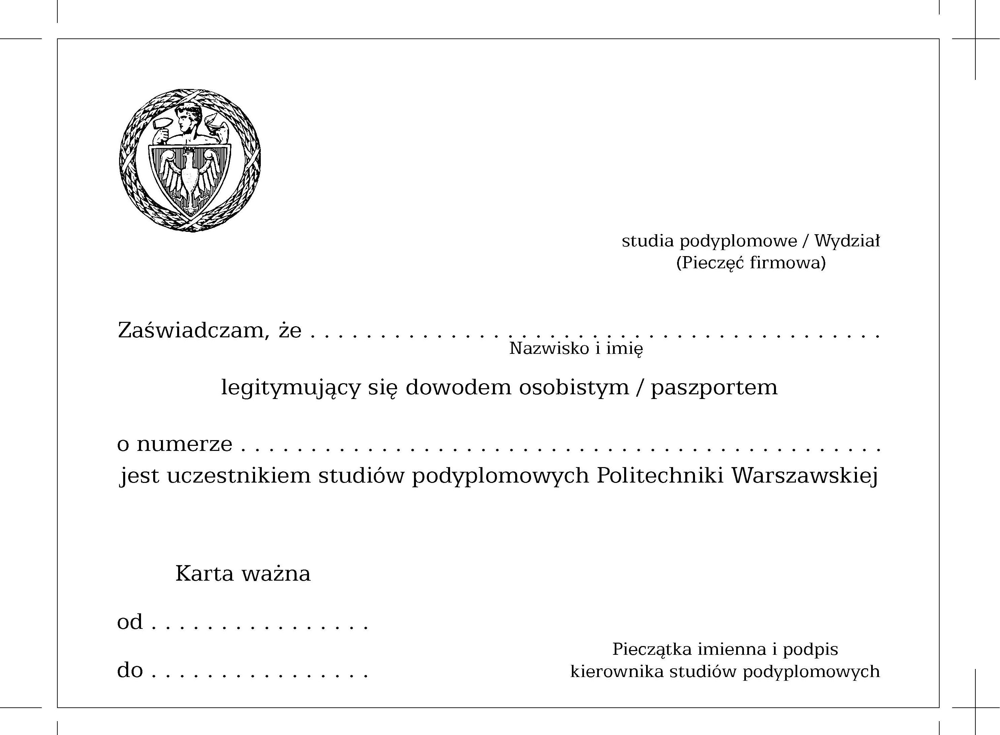 studia podyplomowe / Wydział
(Pieczęć firmowa)
Zaświadczam, że . . . . . . . . . . . . . . . . . . . . . . . . . . . . . . . . . . . . . . . . .
Nazwisko i imię
legitymujący się dowodem osobistym / paszportem
o numerze . . . . . . . . . . . . . . . . . . . . . . . . . . . . . . . . . . . . . . . . . . . . . .
jest uczestnikiem studiów podyplomowych Politechniki Warszawskiej
Karta ważna
od . . . . . . . . . . . . . . . .
do . . . . . . . . . . . . . . . .
Pieczątka imienna i podpis
kierownika studiów podyplomowych